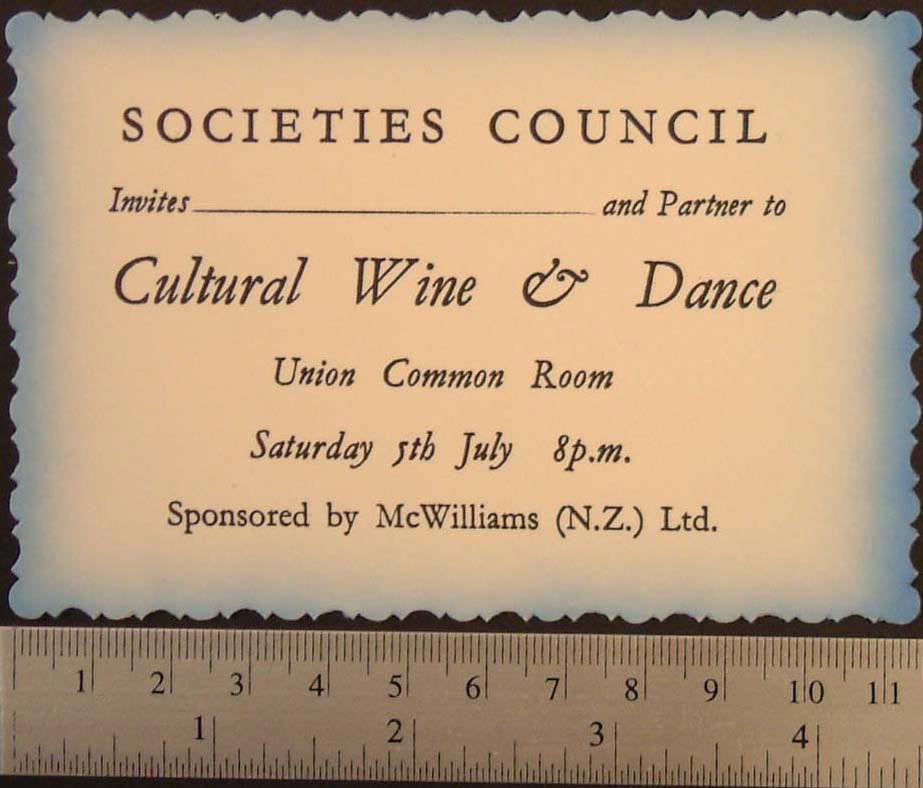 SOCIETIES COUNCIL
Invites ____________ and Partner to
Cultural Wine & Dance
Union Common Room
Saturday 5th July 8p.m.
Sponsored by McWilliams (N.Z.) Ltd.
1 2 3 4 5 6 7 8 9 10 11
1 2 3 4